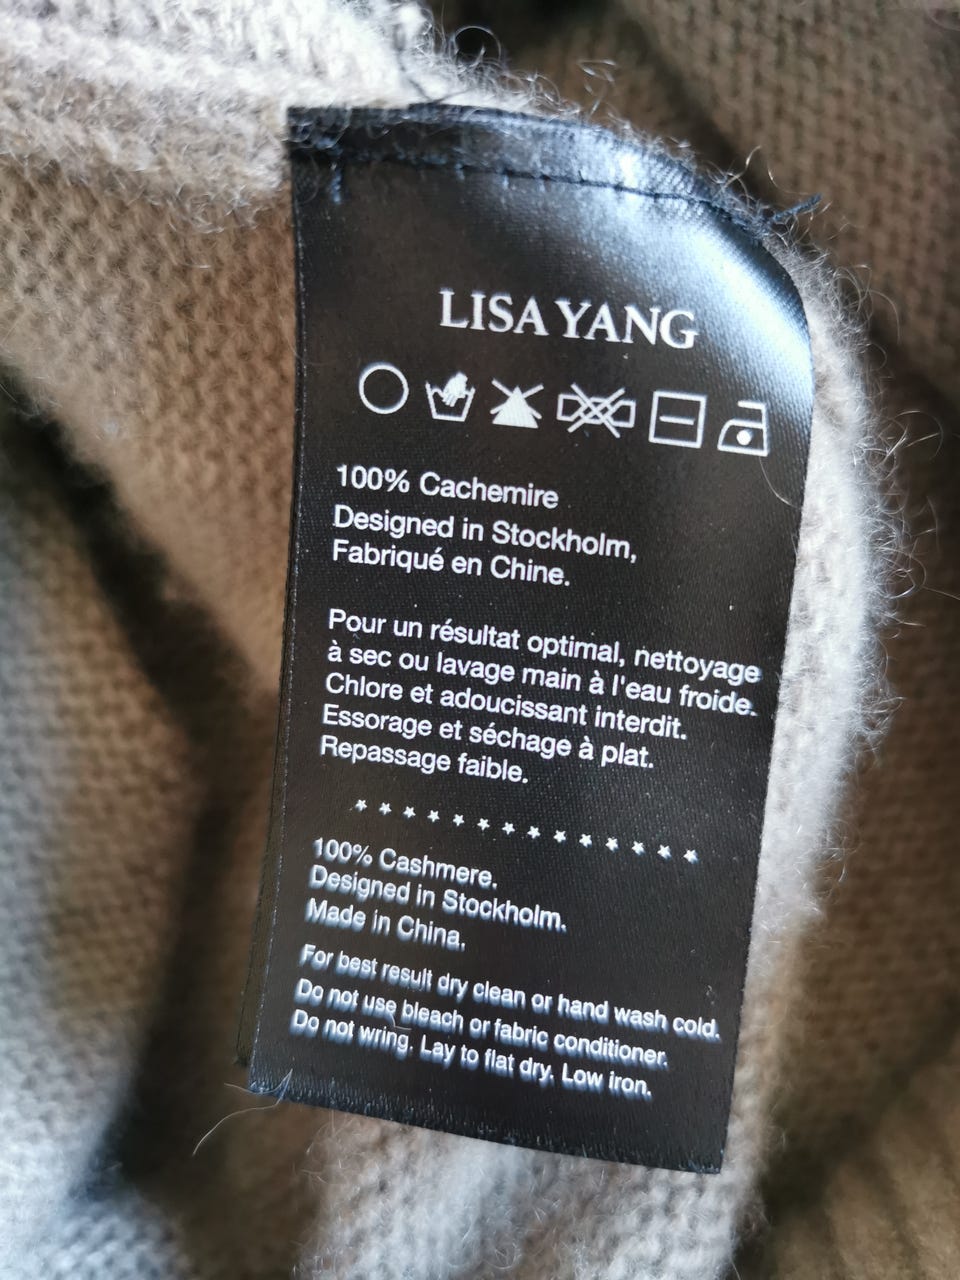 LISA YANG
100% Cachemire
Designed in Stockholm,
Fabriqué en Chine.
Pour un résultat optimal, nettoyage
à sec ou lavage main à l'eau froide.
Chlore et adoucissant interdit.
Essorage et séchage à plat.
Repassage faible.
100% Cashmere.
Designed in Stockholm.
Made in China.
For best result dry clean or hand wash cold.
Do not use bleach or fabric conditioner.
Do not wring. Lay to flat dry. Low iron.